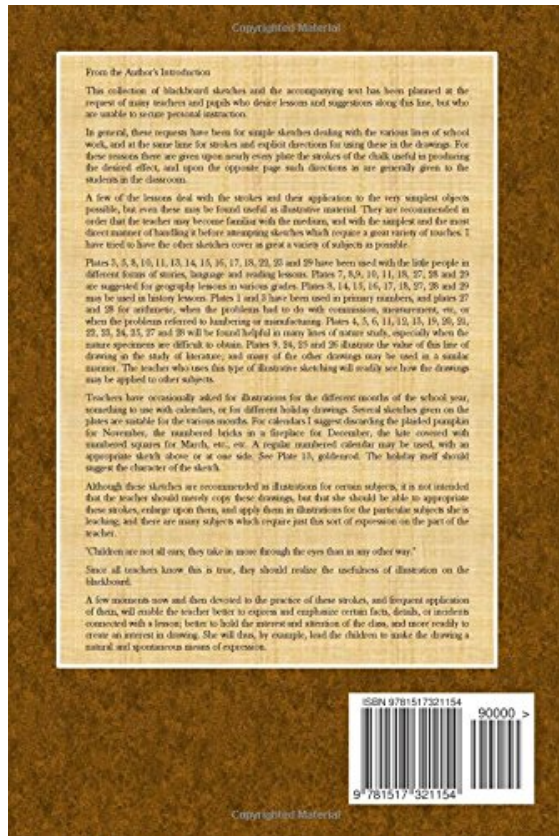 Copyrighted Material
From the Author's Introduction
This collection of blackboard sketches and the accompanying text has been planned at the
request of many teachers and pupils who desire lessons and suggestions along this line, but who
are unable to secure personal instruction.
In general, these requests have been for simple sketches dealing with the various lines of school
work, and at the same time for strokes and explicit directions for using these in the drawings. For
these reasons there are given upon nearly every plate the strokes of the chalk useful in producing
the desired effect, and upon the opposite page such directions as are generally given to the
students in the classroom.
A few of the lessons deal with the strokes and their application to the very simplest objects
possible, but even these may be found useful as illustrative material. They are recommended in
order that the teacher may become familiar with the medium, and with the simplest and the most
direct manner of handling it before attempting sketches which require a great variety of touches. I
have tried to have the other sketches cover as great a variety of subjects as possible.
Plates 3, 5, 8, 10, 11, 13, 14, 15, 16, 17, 18, 22, 23 and 29 have been used with the little people in
different forms of stories, language and reading lessons. Plates 7, 8,9, 10, 11, 18, 27, 28 and 29
are suggested for geography lessons in various grades. Plates 8, 14, 15, 16, 17, 18, 27, 28 and 29
may be used in history lessons. Plates 1 and 3 have been used in primary numbers, and plates 27
and 28 for arithmetic, when the problems had to do with commission, measurement, etc, or
when the problems referred to lumbering or manufacturing. Plates 4, 5, 6, 11, 12, 13, 19, 20, 21,
22, 23, 24, 25, 27 and 28 will be found helpful in many lines of nature study, especially when the
nature specimens are difficult to obtain. Plates 9, 24, 25 and 26 illustrate the value of this line of
drawing in the study of literature; and many of the other drawings may be used in a similar
manner. The teacher who uses this type of illustrative sketching will readily see how the drawings
may be applied to other subjects.
Teachers have occasionally asked for illustrations for the different months of the school year,
something to use with calendars, or for different holiday drawings. Several sketches given on the
plates are suitable for the various months. For calendars I suggest discarding the plaided pumpkin
for November, the numbered bricks in a fireplace for December, the kite covered with
numbered squares for March, etc., etc. A regular numbered calendar may be used, with an
appropriate sketch above or at one side. See Plate 13, goldenrod. The holiday itself should
suggest the character of the sketch.
Although these sketches are recommended as illustrations for certain subjects, it is not intended
that the teacher should merely copy these drawings, but that she should be able to appropriate
these strokes, enlarge upon them, and apply them in illustrations for the particular subjects she is
teaching, and there are many subjects which require just this sort of expression on the part of the
teacher.
"Children are not all ears; they take in more through the eyes than in any other way."
Since all teachers know this is true, they should realize the usefulness of illustration on the
blackboard.
A few moments now and then devoted to the practice of these strokes, and frequent application
of them, will enable the teacher better to express and emphasize certain facts, details, or incidents
connected with a lesson; better to hold the interest and attention of the class, and more readily to
create an interest in drawing. She will thus, by example, lead the children to make the drawing a
natural and spontaneous means of expression.
ISBN 9781517321154
90000 >
9 781517 321154
Copyrighted Material